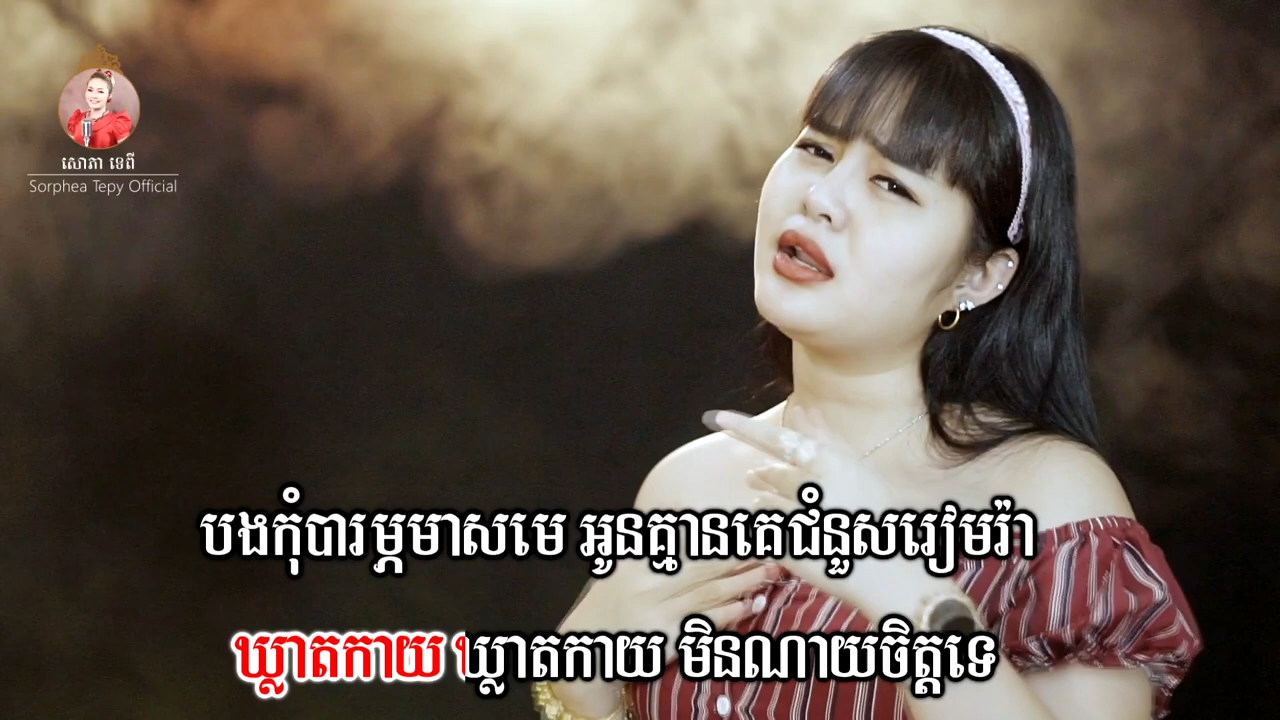 សោភា ទេពី
Sorphea Tepy Official
បងកុំបារម្ភមាសមេ អូនគ្មានគេជំនួសរៀមរ៉ា
ឃ្លាតកាយ ឃ្លាតកាយ មិនណាយចិត្តទេ